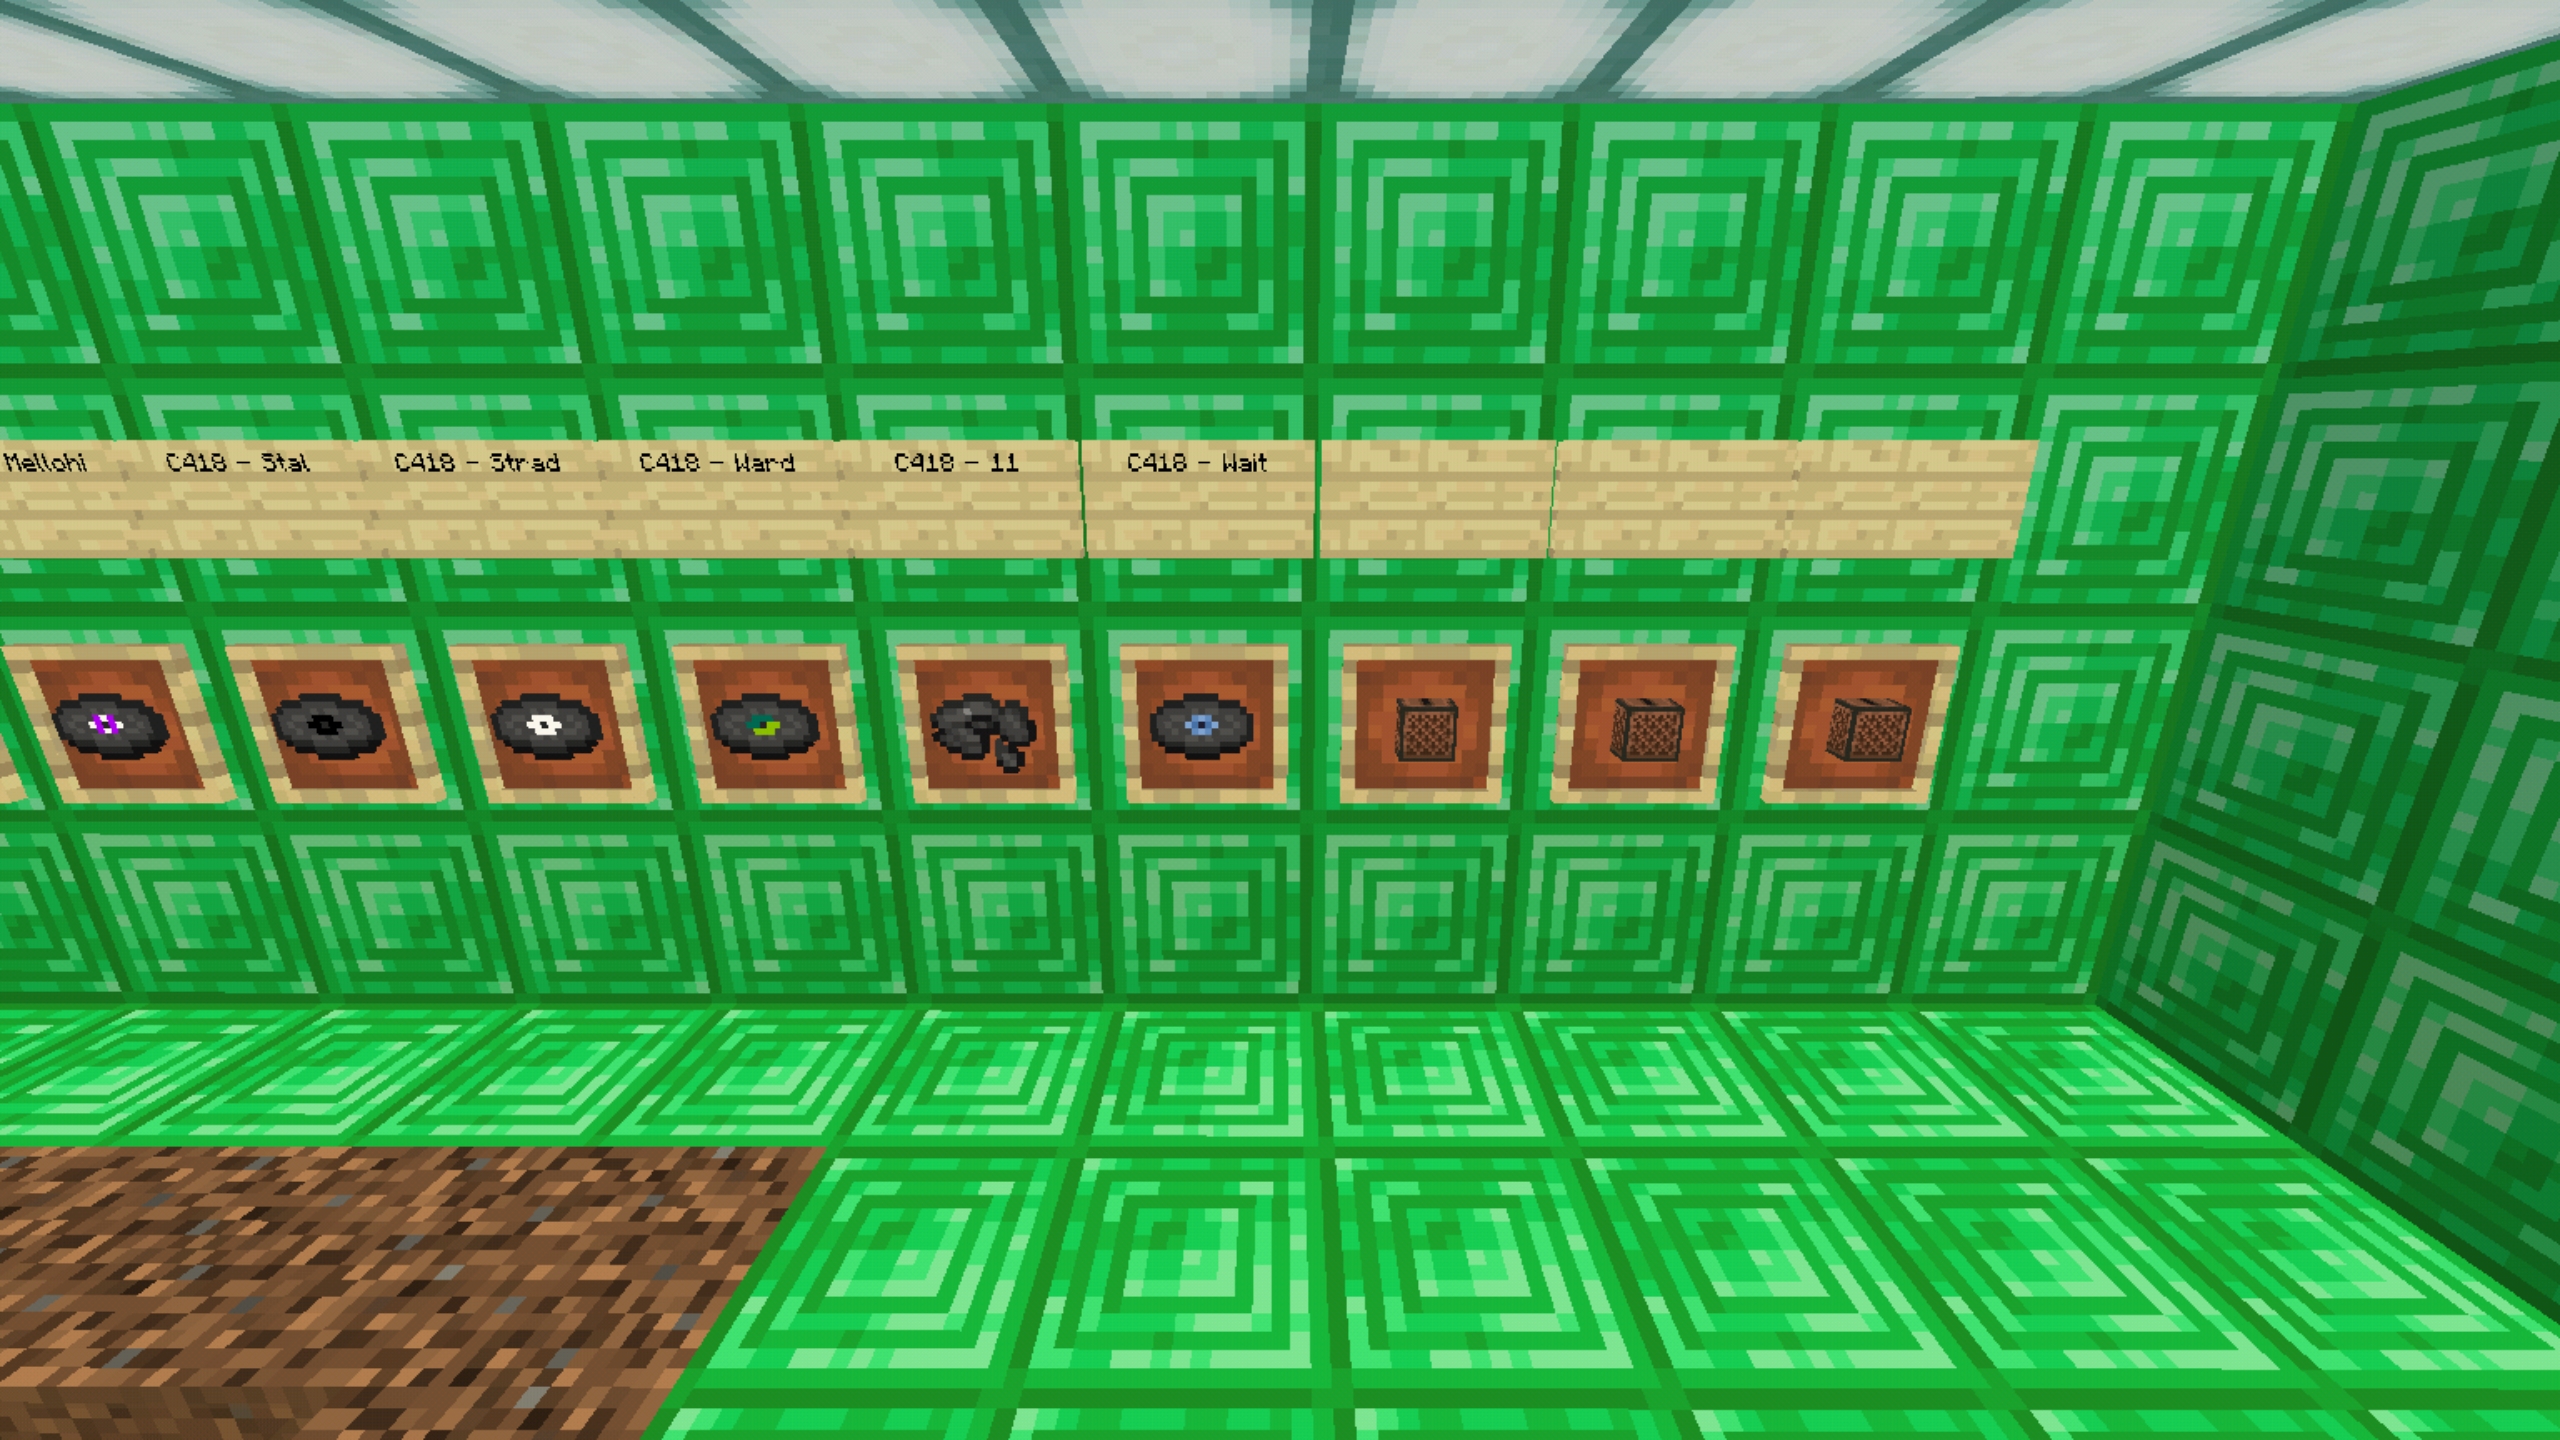 Mellohi
C418 - Stal
C418 - Strad
C418 - Ward
C418 - 11
C418 - Wait